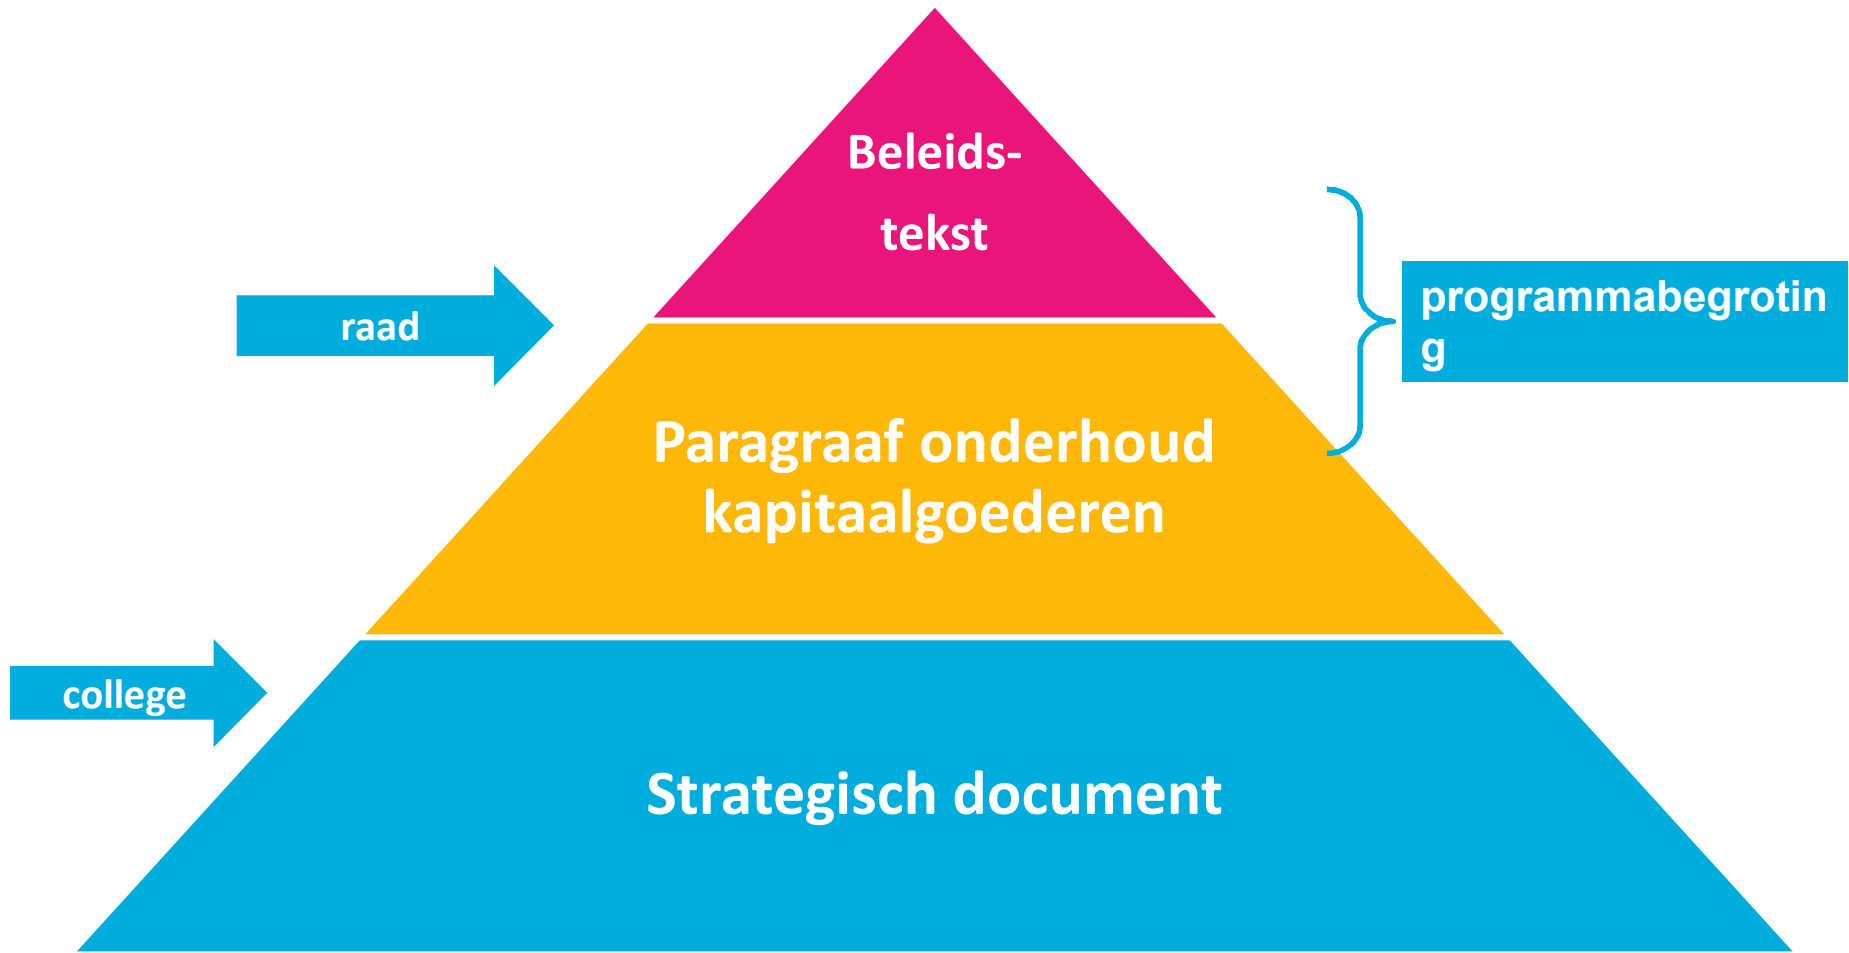 Beleids-
tekst
raad
programmabegrotin
g
Paragraaf onderhoud
kapitaalgoederen
college
Strategisch document